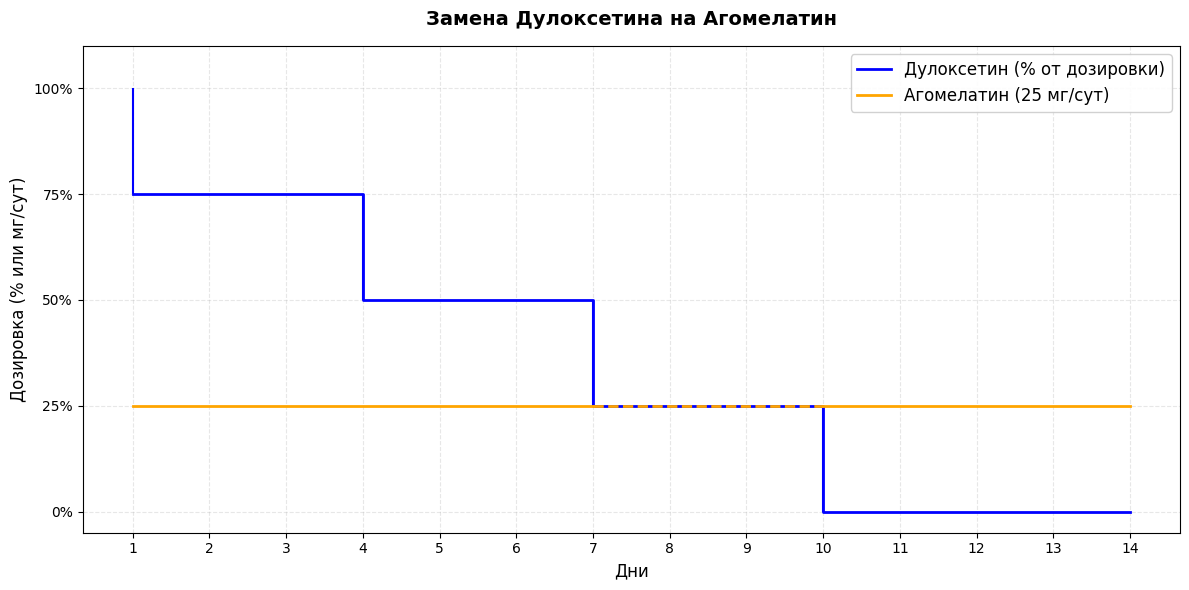 Замена Дулоксетина на Агомелатин
Дулоксетин (% от дозировки)
Агомелатин (25 мг/сут)
Дозировка (% или мг/сут)
100%
75%
50%
25%
0%
1 2 3 4 5 6 7 8 9 10 11 12 13 14
Дни